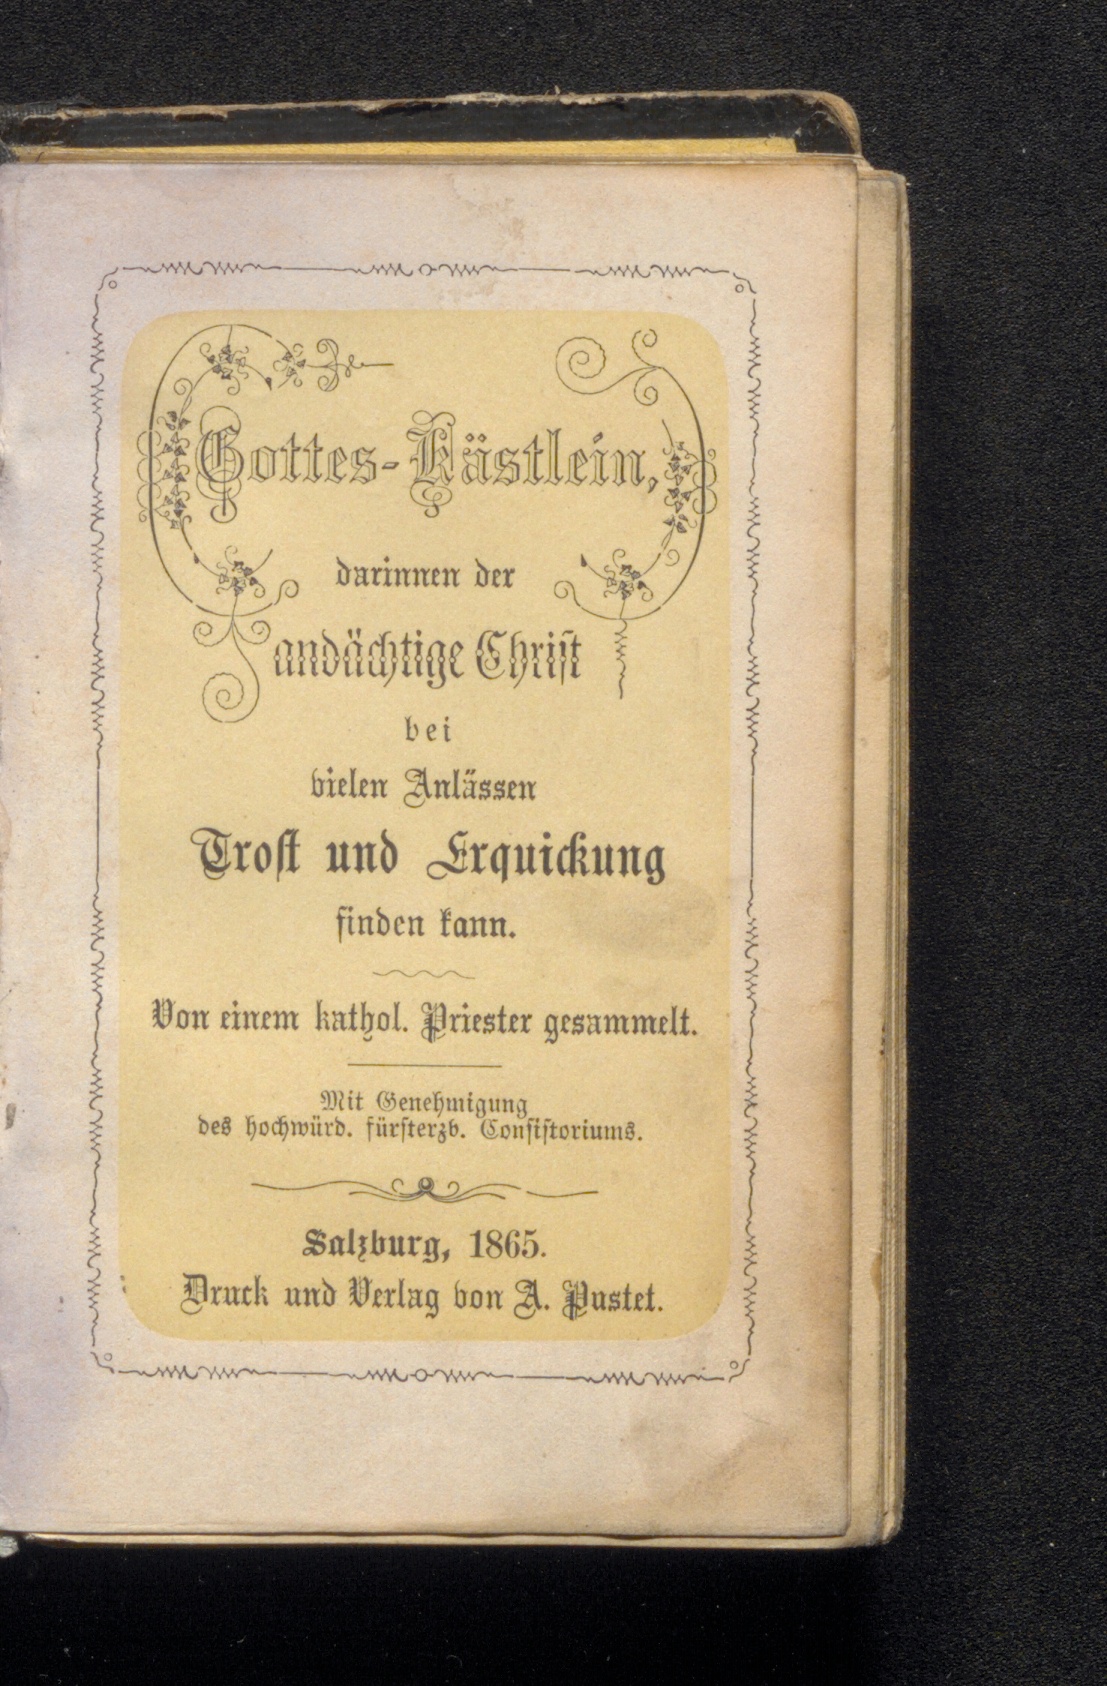 Gottes-Kästlein,
darinnen der
andächtige Christ
bei
vielen Anlässen
Trost und Erquickung
finden kann.
Von einem kathol. Priester gesammelt.
Mit Genehmigung
des hochwürd. fürsterzb. Consistoriums.
Salzburg, 1865.
Druck und Verlag von A. Pustet.